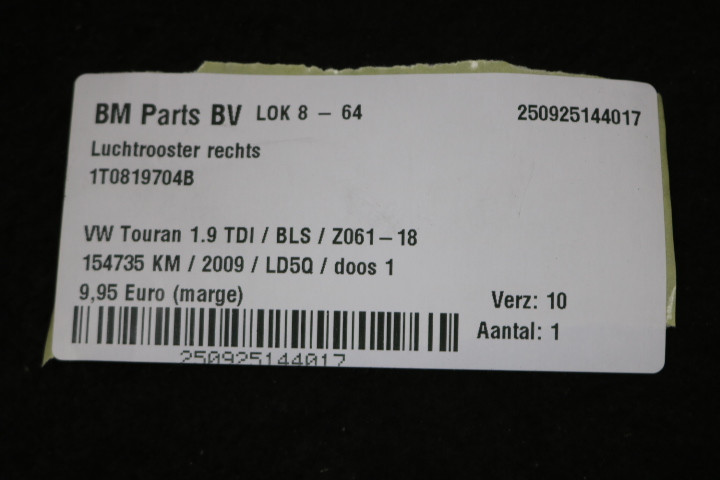 BM Parts BV LOK 8 - 64 250925144017
Luchtrooster rechts
1T0819704B
VW Touran 1.9 TDI / BLS / Z061-18
154735 KM / 2009 / LD5Q / doos 1
9,95 Euro (marge) Verz: 10
Aantal: 1
250925144017